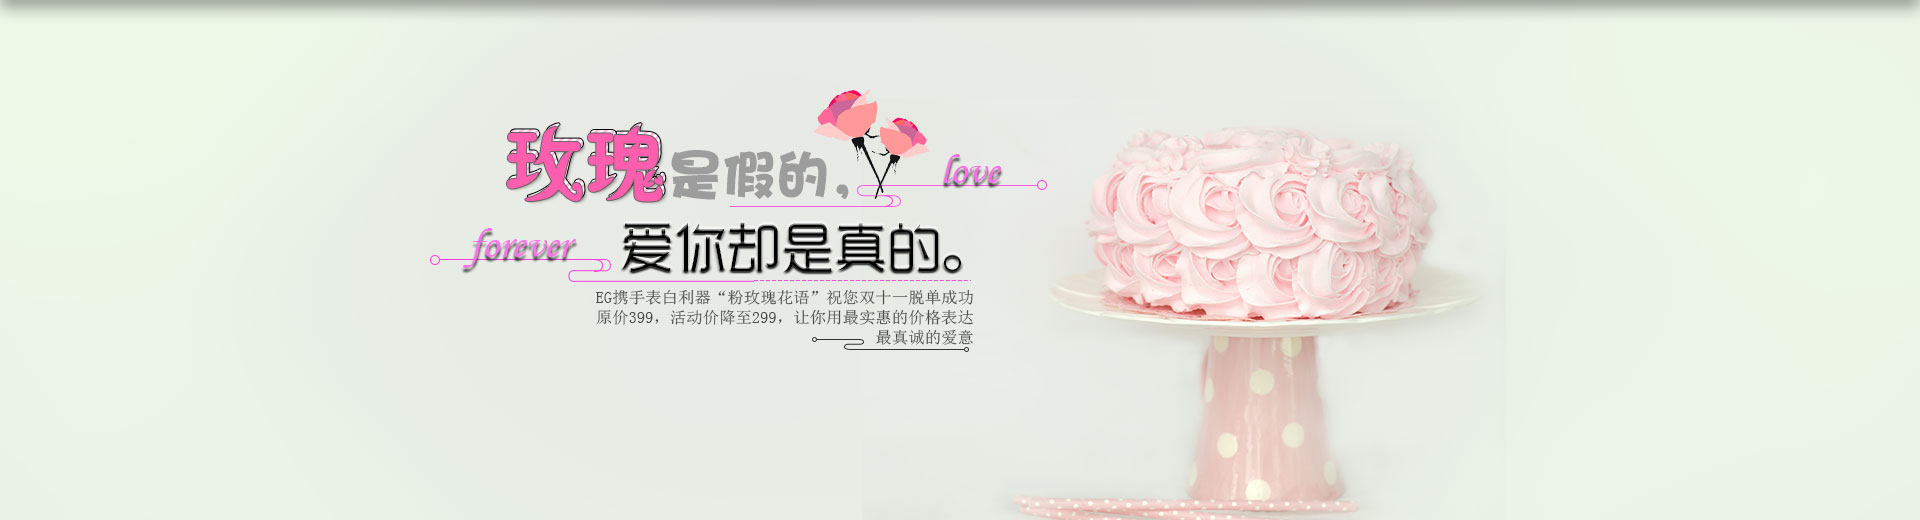 玫瑰是假的，
love
forever
爱你却是真的。
EG携手表白利器“粉玫瑰花语”祝您双十一脱单成功
原价399，活动价降至299，让你用最实惠的价格表达
最真诚的爱意